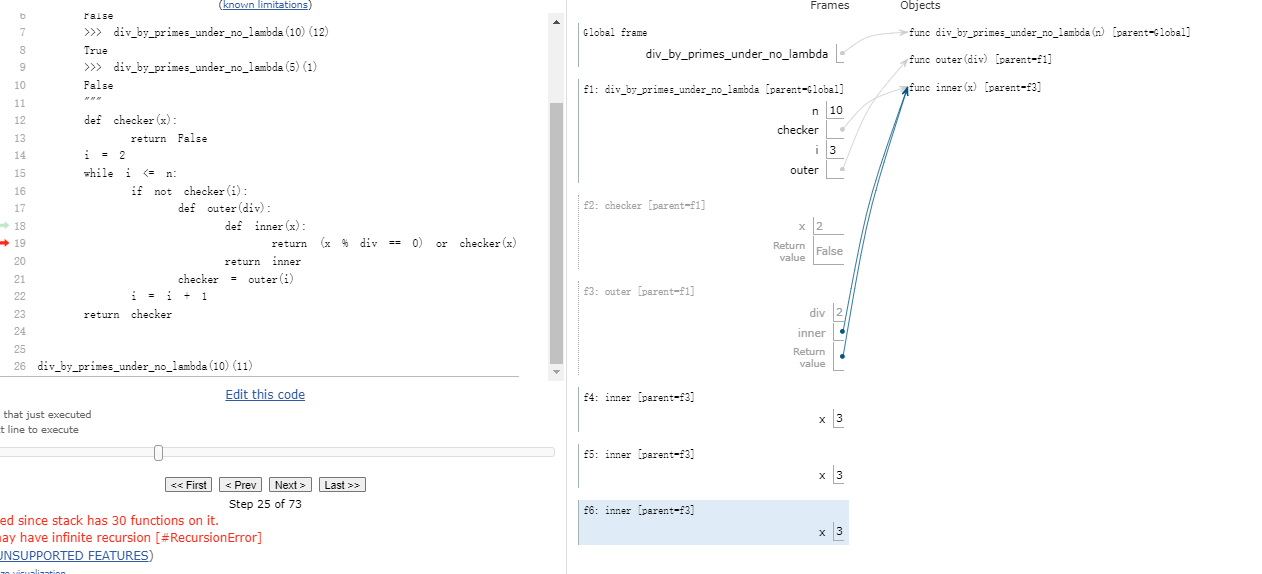 (known limitations)
6 False
7 >>> div_by_primes_under_no_lambda(10)(12)
8 True
9 >>> div_by_primes_under_no_lambda(5)(1)
10 False
11 """
12 def checker(x):
13 return False
14 i = 2
15 while i <= n:
16 if not checker(i):
17 def outer(div):
18 def inner(x):
19 return (x % div == 0) or checker(x)
20 return inner
21 checker = outer(i)
22 i = i + 1
23 return checker
24
25
26 div_by_primes_under_no_lambda(10)(11)
Edit this code
that just executed
t line to execute
<< First < Prev Next > Last >>
Step 25 of 73
ed since stack has 30 functions on it.
may have infinite recursion [#RecursionError]
UNSUPPORTED FEATURES)
ze visualization
Frames Objects
Global frame
div_by_primes_under_no_lambda
f1: div_by_primes_under_no_lambda [parent=Global]
n 10
checker
i 3
outer
f2: checker [parent=f1]
x 2
Return value False
f3: outer [parent=f1]
div 2
inner
Return value
f4: inner [parent=f3]
x 3
f5: inner [parent=f3]
x 3
f6: inner [parent=f3]
x 3
func div_by_primes_under_no_lambda(n) [parent=Global]
func outer(div) [parent=f1]
func inner(x) [parent=f3]